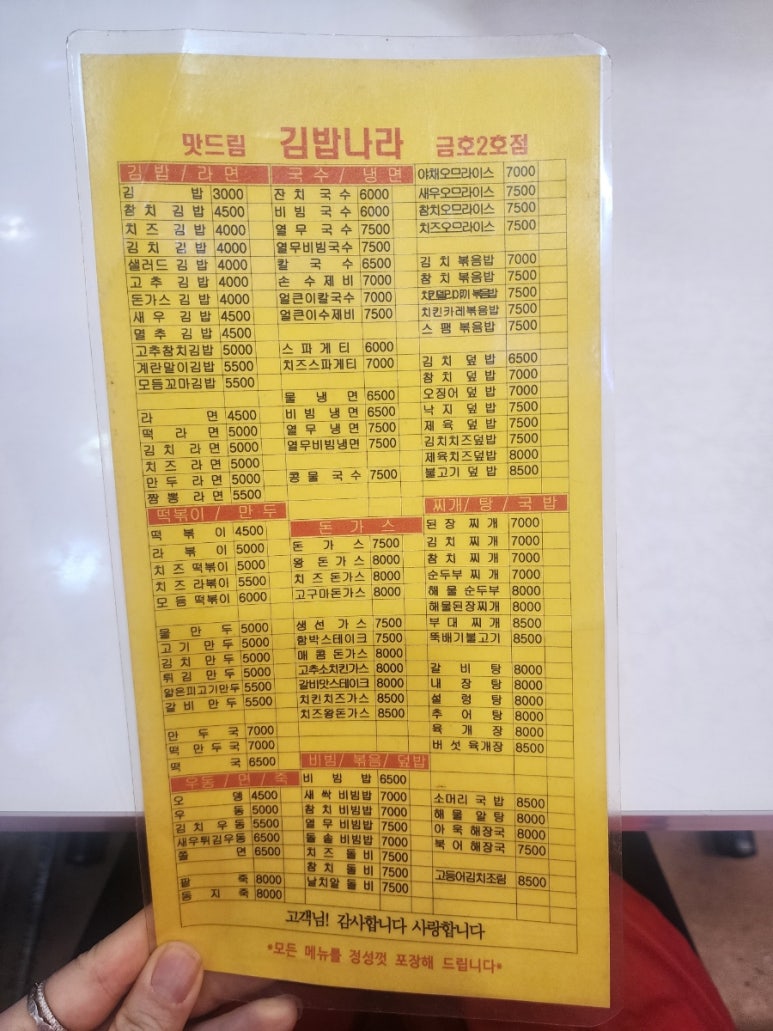 맛드림 김밥나라 금호2호점
김밥/라면
김밥 3000
참치김밥 4500
치즈김밥 4000
김치김밥 4000
샐러드김밥 4000
고추김밥 4000
돈가스김밥 4000
새우김밥 4500
멸추김밥 4500
고추참치김밥 5000
계란말이김밥 5500
모듬꼬마김밥 5500
라면 4500
떡라면 5000
김치라면 5000
치즈라면 5000
만두라면 5000
짬뽕라면 5500
떡볶이/만두
떡볶이 4500
라볶이 5000
치즈떡볶이 5000
치즈라볶이 5500
모듬떡볶이 6000
물만두 5000
고기만두 5000
김치만두 5000
튀김만두 5000
얇은피고기만두 5500
갈비만두 5500
만두국 7000
떡만두국 7000
떡국 6500
우동/면/죽
오뎅 4500
우동 5000
김치우동 5500
새우튀김우동 6500
쫄면 6500
팥죽 8000
동지죽 8000
국수/냉면
잔치국수 6000
비빔국수 6000
열무국수 7500
열무비빔국수 7500
칼국수 6500
손수제비 7000
얼큰이칼국수 7000
얼큰이수제비 7500
스파게티 6000
치즈스파게티 7000
물냉면 6500
비빔냉면 6500
열무냉면 7500
열무비빔냉면 7500
콩물국수 7500
돈가스
돈가스 7500
왕돈가스 8000
치즈돈가스 8000
고구마돈가스 8000
생선가스 7500
함박스테이크 7500
매콤돈가스 8000
고추소치킨가스 8000
갈비맛스테이크 8000
치킨치즈가스 8500
치즈왕돈가스 8500
비빔/볶음/덮밥
비빔밥 6500
새싹비빔밥 7000
참치비빔밥 7000
열무비빔밥 7500
돌솥비빔밥 7000
치즈돌비 7500
참치돌비 7500
날치알돌비 7500
야채오므라이스 7000
새우오므라이스 7500
참치오므라이스 7500
치즈오므라이스 7500
김치볶음밥 7000
참치볶음밥 7500
볶음밥 7500
치킨카레볶음밥 7500
스팸볶음밥 7500
김치덮밥 6500
참치덮밥 7000
오징어덮밥 7500
낙지덮밥 7500
제육덮밥 7500
김치치즈덮밥 7500
제육치즈덮밥 8000
불고기덮밥 8500
찌개/탕/국밥
된장찌개 7000
김치찌개 7000
참치찌개 7000
순두부찌개 7000
해물순두부 8000
해물된장찌개 8000
부대찌개 8500
뚝배기불고기 8500
갈비탕 8000
내장탕 8000
설렁탕 8000
추어탕 8000
육개장 8000
버섯육개장 8500
소머리국밥 8500
해물알탕 8000
아욱해장국 8000
북어해장국 7500
고등어김치조림 8500
고객님! 감사합니다 사랑합니다
*모든 메뉴를 정성껏 포장해 드립니다*